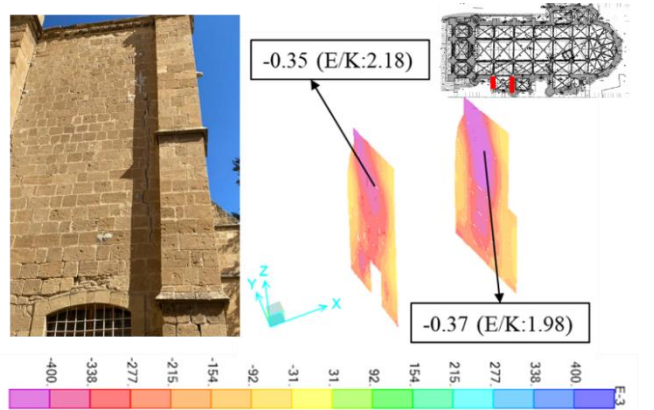 -0.35 (E/K:2.18)
Z
Y
X
-0.37 (E/K:1.98)
-400. -338. -277. -215. -154. -92. -31. 31. 92. 154. 215. 277. 338. 400. E-3